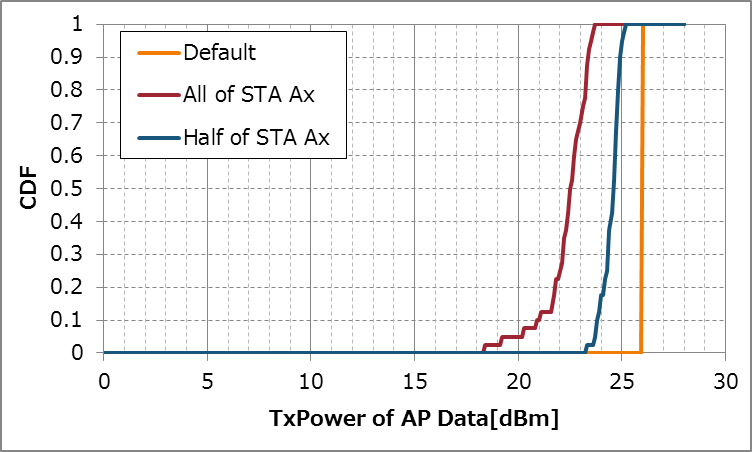 1
0.9
0.8
0.7
0.6
0.5
0.4
0.3
0.2
0.1
0
CDF
Default
All of STA Ax
Half of STA Ax
0 5 10 15 20 25 30
TxPower of AP Data[dBm]